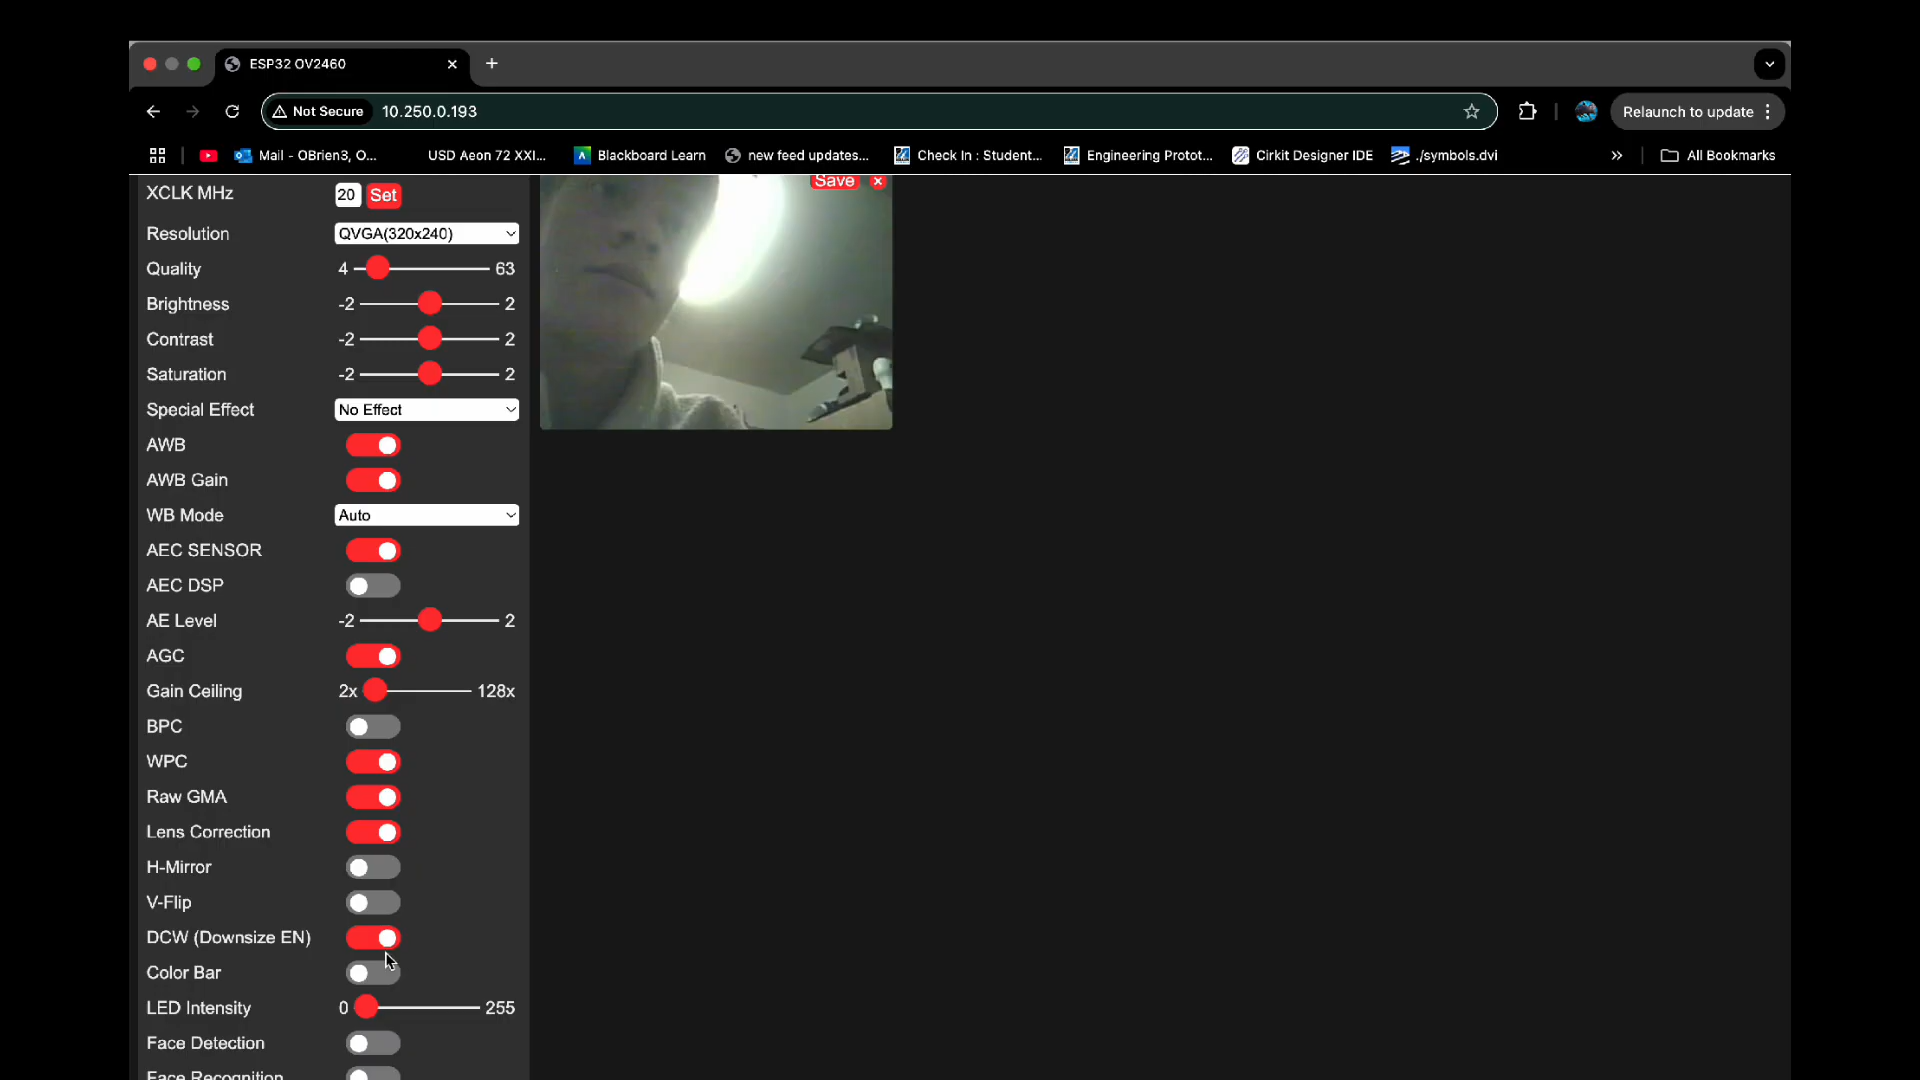 ESP32 OV2460
Not Secure 10.250.0.193 Relaunch to update
Mail - OBrien3, O... USD Aeon 72 XXI... Blackboard Learn new feed updates... Check In : Student... Engineering Protot... Cirkit Designer IDE ./symbols.dvi » All Bookmarks
XCLK MHz 20 Set
Save
Resolution QVGA(320x240)
Quality 4 63
Brightness -2 2
Contrast -2 2
Saturation -2 2
Special Effect No Effect
AWB
AWB Gain
WB Mode Auto
AEC SENSOR
AEC DSP
AE Level -2 2
AGC
Gain Ceiling 2x 128x
BPC
WPC
Raw GMA
Lens Correction
H-Mirror
V-Flip
DCW (Downsize EN)
Color Bar
LED Intensity 0 255
Face Detection
Face Recognition